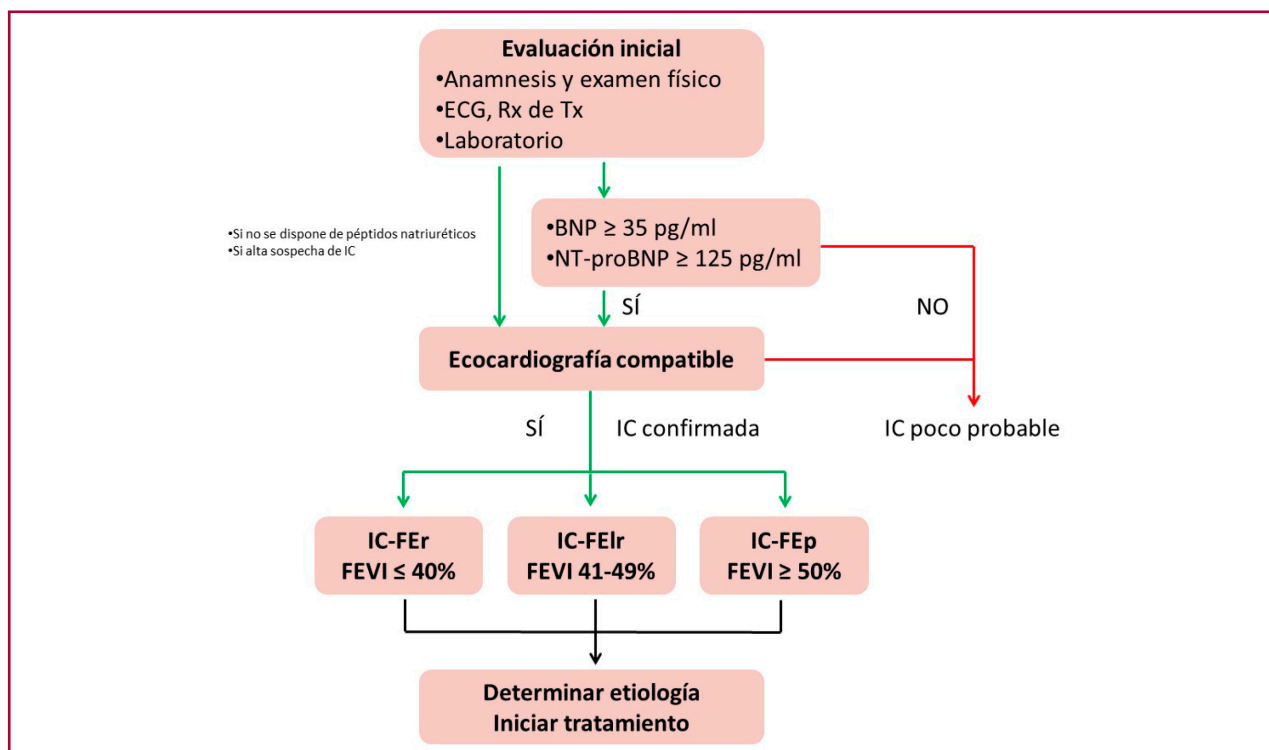 Evaluación inicial
•Anamnesis y examen físico
•ECG, Rx de Tx
•Laboratorio
•Si no se dispone de péptidos natriuréticos
•Si alta sospecha de IC
•BNP ≥ 35 pg/ml
•NT-proBNP ≥ 125 pg/ml
SÍ
NO
Ecocardiografía compatible
SÍ
IC confirmada
IC poco probable
IC-FEr
FEVI ≤ 40%
IC-FElr
FEVI 41-49%
IC-FEp
FEVI ≥ 50%
Determinar etiología
Iniciar tratamiento